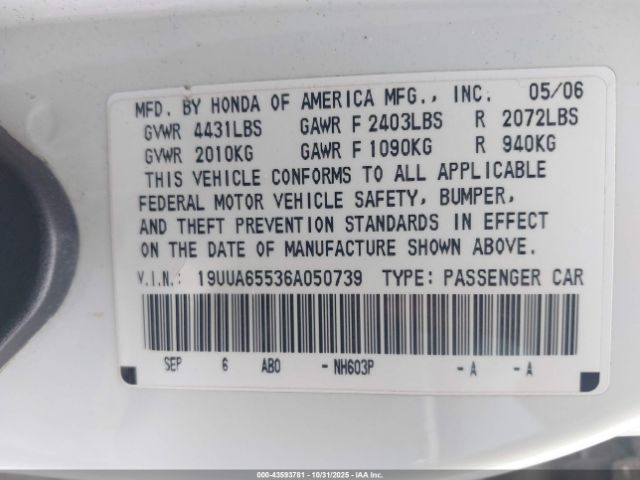 MFD. BY HONDA OF AMERICA MFG., INC. 05/06
GVWR 4431LBS GAWR F 2403LBS R 2072LBS
GVWR 2010KG GAWR F 1090KG R 940KG
THIS VEHICLE CONFORMS TO ALL APPLICABLE
FEDERAL MOTOR VEHICLE SAFETY, BUMPER,
AND THEFT PREVENTION STANDARDS IN EFFECT
ON THE DATE OF MANUFACTURE SHOWN ABOVE.
V.I.N.: 19UUA65536A050739 TYPE: PASSENGER CAR
SEP 6 AB0 - NH603P - A - A
000-43593781 - 10/31/2025 - IAA Inc.